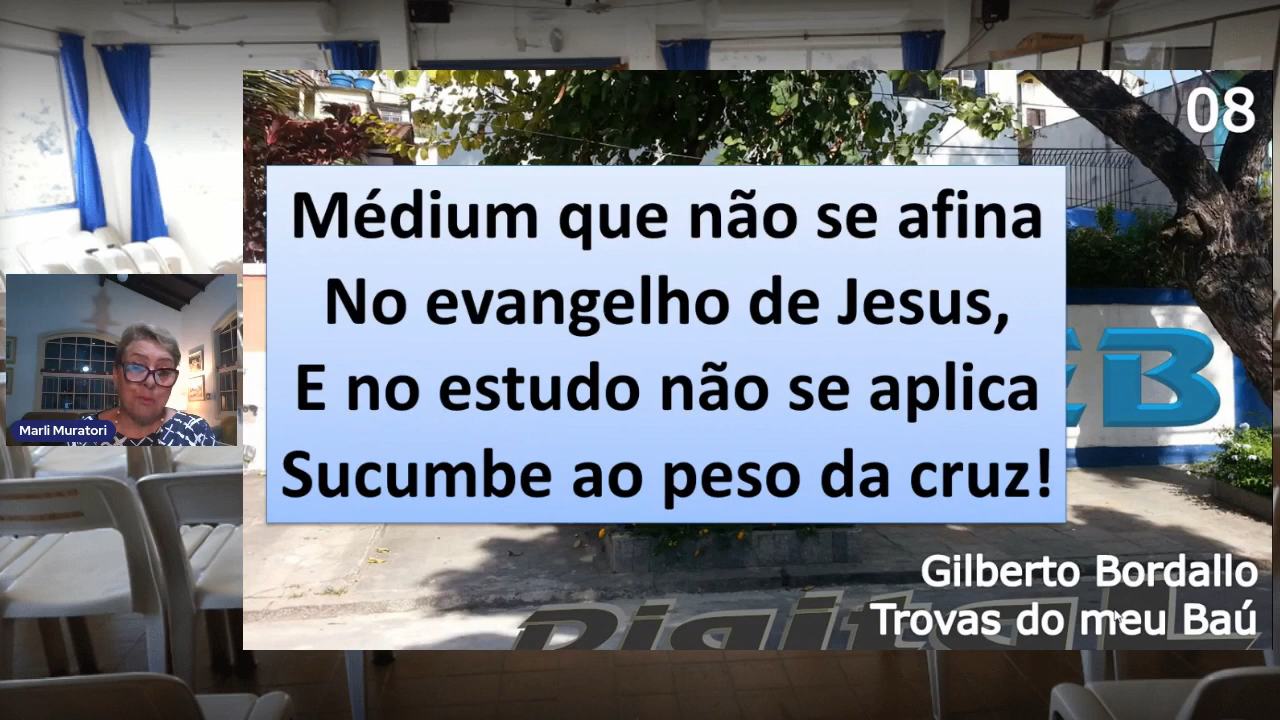 08
Médium que não se afina
No evangelho de Jesus,
E no estudo não se aplica
Sucumbe ao peso da cruz!
Marli Muratori
Gilberto Bordallo
Trovas do meu Baú